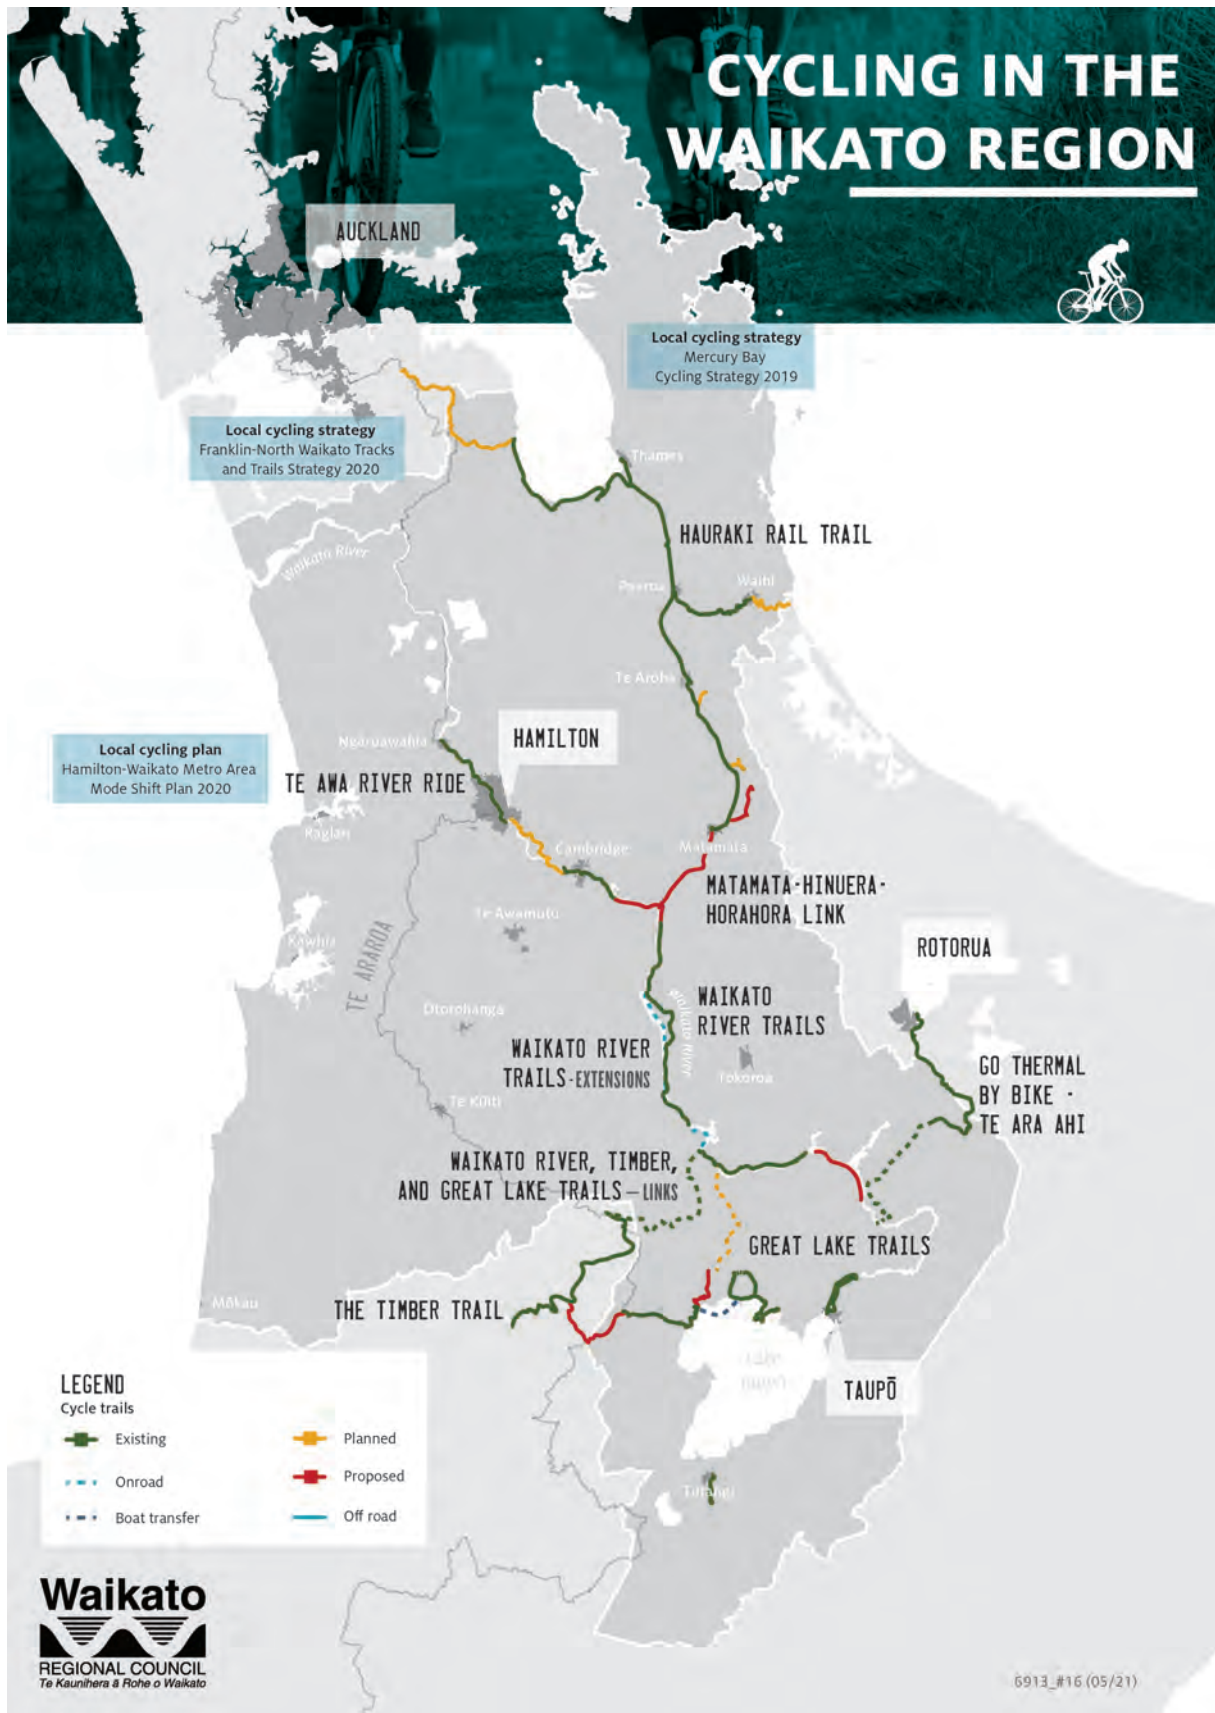 CYCLING IN THE
WAIKATO REGION
AUCKLAND
Local cycling strategy
Mercury Bay
Cycling Strategy 2019
Local cycling strategy
Franklin-North Waikato Tracks
and Trails Strategy 2020
Thames
HAURAKI RAIL TRAIL
Waikato River
Paeroa
Waihi
Te Aroha
Ngaruawahia
HAMILTON
Local cycling plan
Hamilton-Waikato Metro Area
Mode Shift Plan 2020
TE AWA RIVER RIDE
Raglan
Cambridge
Matamata
MATAMATA-HINUERA-
HORAHORA LINK
Te Awamutu
Kawhia
TE ARAROA
ROTORUA
Otorohanga
WAIKATO
RIVER TRAILS
Waikato River
WAIKATO RIVER
TRAILS-EXTENSIONS
Tokoroa
GO THERMAL
BY BIKE -
TE ARA AHI
Te Kūiti
WAIKATO RIVER, TIMBER,
AND GREAT LAKE TRAILS – LINKS
GREAT LAKE TRAILS
Mōkau
THE TIMBER TRAIL
TAUPŌ
Turangi
LEGEND
Cycle trails
Existing
Planned
Onroad
Proposed
Boat transfer
Off road
Waikato
REGIONAL COUNCIL
Te Kaunihera ā Rohe o Waikato
6913_#16 (05/21)